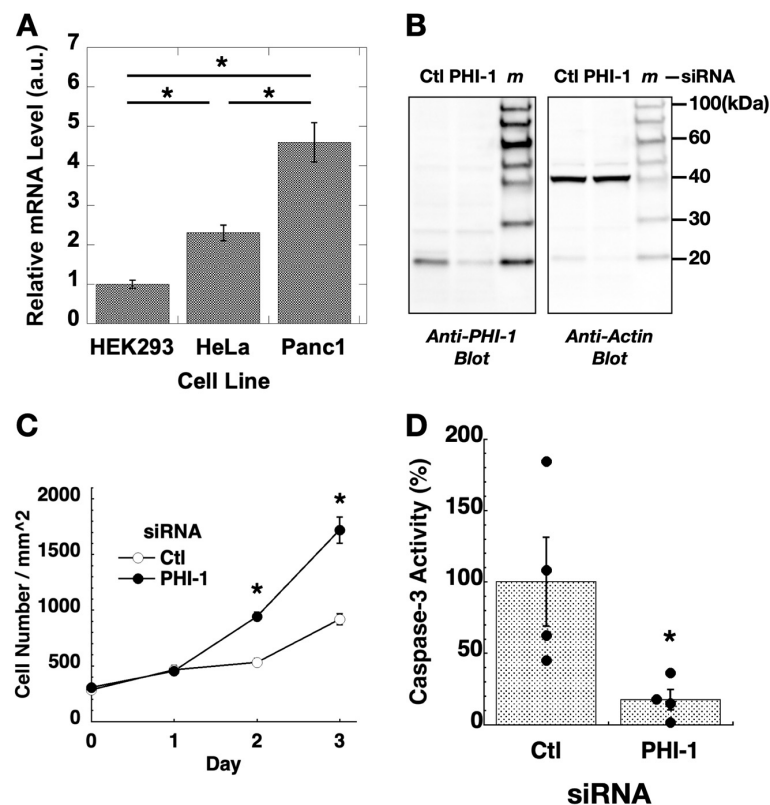 A
Relative mRNA Level (a.u.)
7
6
5
4
3
2
1
0
*
*
*
HEK293 HeLa Panc1
Cell Line
B
Ctl PHI-1 m
Ctl PHI-1 m —siRNA
100(kDa)
60
40
30
20
Anti-PHI-1
Blot
Anti-Actin
Blot
C
Cell Number / mm^2
2000
1500
1000
500
0
siRNA
Ctl
PHI-1
*
*
0 1 2 3
Day
D
Caspase-3 Activity (%)
200
150
100
50
0
*
Ctl PHI-1
siRNA